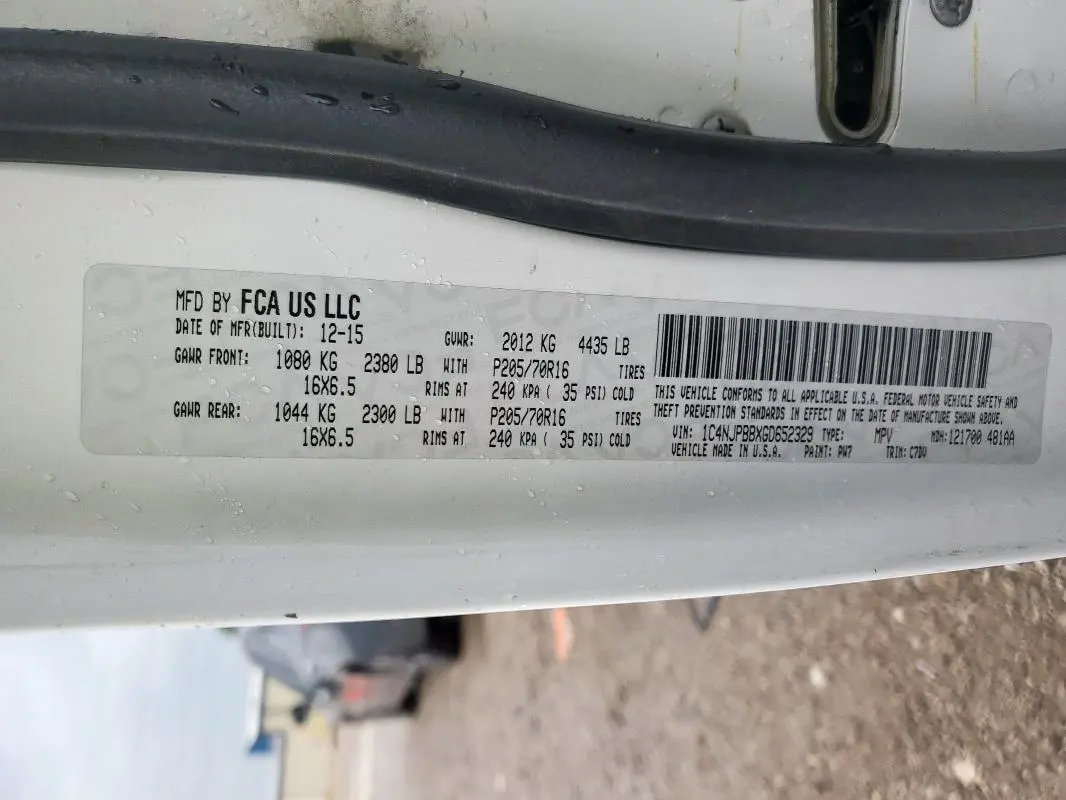 MFD BY FCA US LLC
DATE OF MFR(BUILT): 12-15 GVWR: 2012 KG 4435 LB
GAWR FRONT: 1080 KG 2380 LB WITH P205/70R16 TIRES
16X6.5 RIMS AT 240 KPA ( 35 PSI) COLD
GAWR REAR: 1044 KG 2300 LB WITH P205/70R16 TIRES
16X6.5 RIMS AT 240 KPA ( 35 PSI) COLD
THIS VEHICLE CONFORMS TO ALL APPLICABLE U.S.A. FEDERAL MOTOR VEHICLE SAFETY AND
THEFT PREVENTION STANDARDS IN EFFECT ON THE DATE OF MANUFACTURE SHOWN ABOVE.
VIN: 1C4NJPBBXGD652329 TYPE: MPV MDH: 121700 481AA
VEHICLE MADE IN U.S.A. PAINT: PW7 TRIM: C7DV